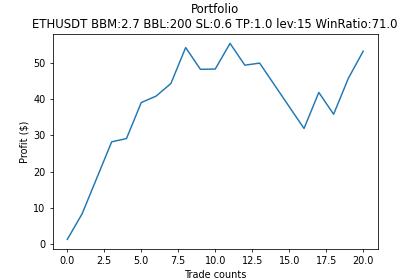 Portfolio
ETHUSDT BBM:2.7 BBL:200 SL:0.6 TP:1.0 lev:15 WinRatio:71.0
Profit ($)
50
40
30
20
10
0
0.0 2.5 5.0 7.5 10.0 12.5 15.0 17.5 20.0
Trade counts